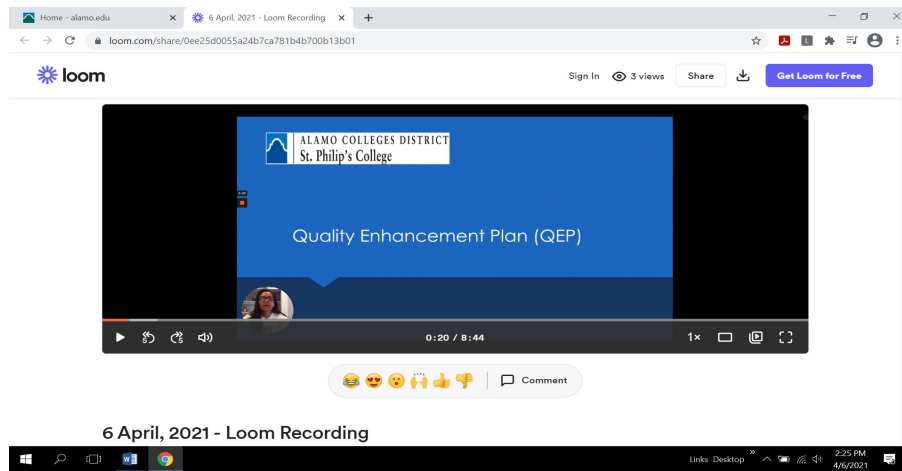 Home - alamo.edu
6 April, 2021 - Loom Recording
loom.com/share/0ee25d0055a24b7ca781b4b700b13b01
loom
Sign In 3 views Share Get Loom for Free
ALAMO COLLEGES DISTRICT
St. Philip's College
Quality Enhancement Plan (QEP)
5 5 0:20 / 8:44 1×
Comment
6 April, 2021 - Loom Recording
Links Desktop 2:25 PM
4/6/2021